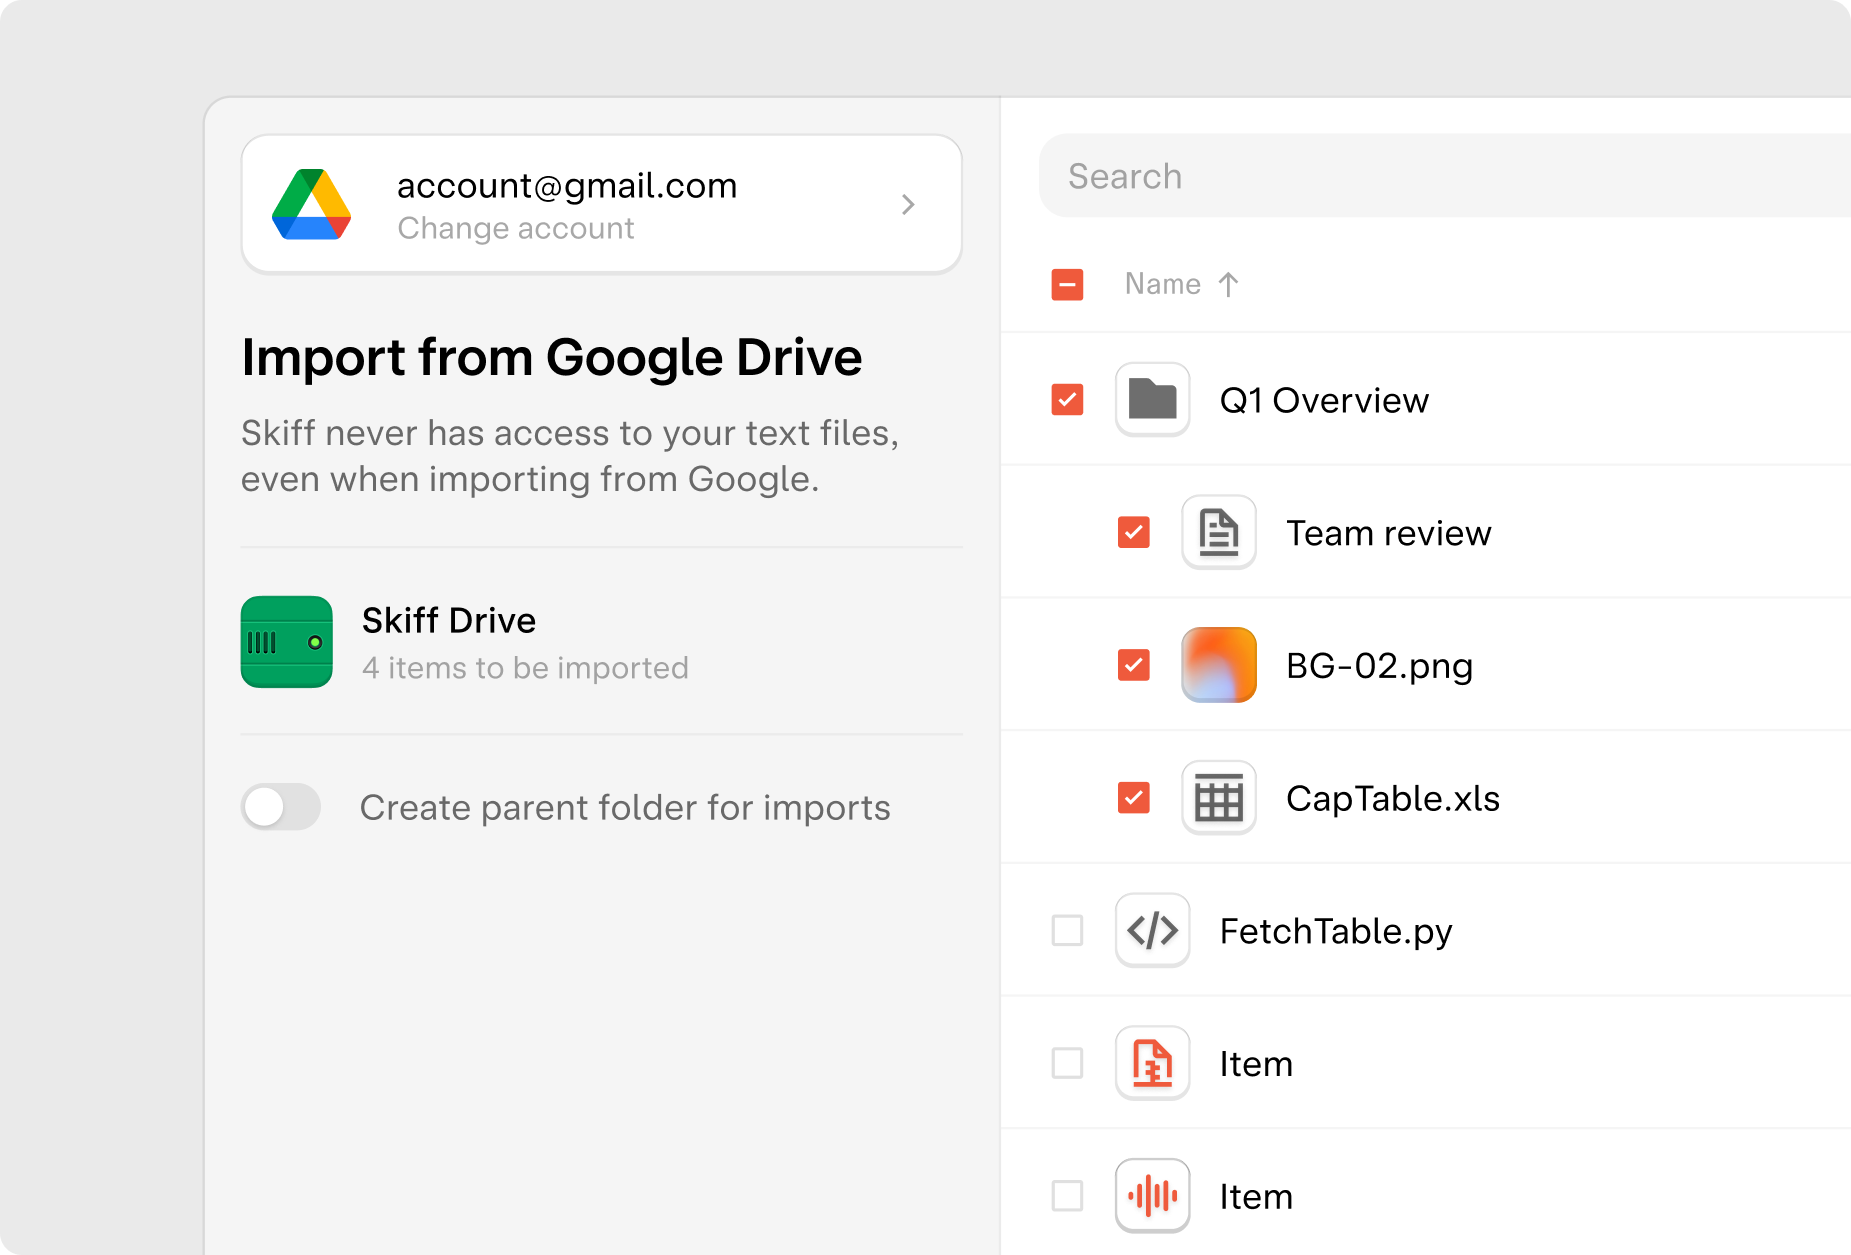 account@gmail.com
Change account
Import from Google Drive
Skiff never has access to your text files,
even when importing from Google.
Skiff Drive
4 items to be imported
Create parent folder for imports
Search
Name ↑
Q1 Overview
Team review
BG-02.png
CapTable.xls
FetchTable.py
Item
Item